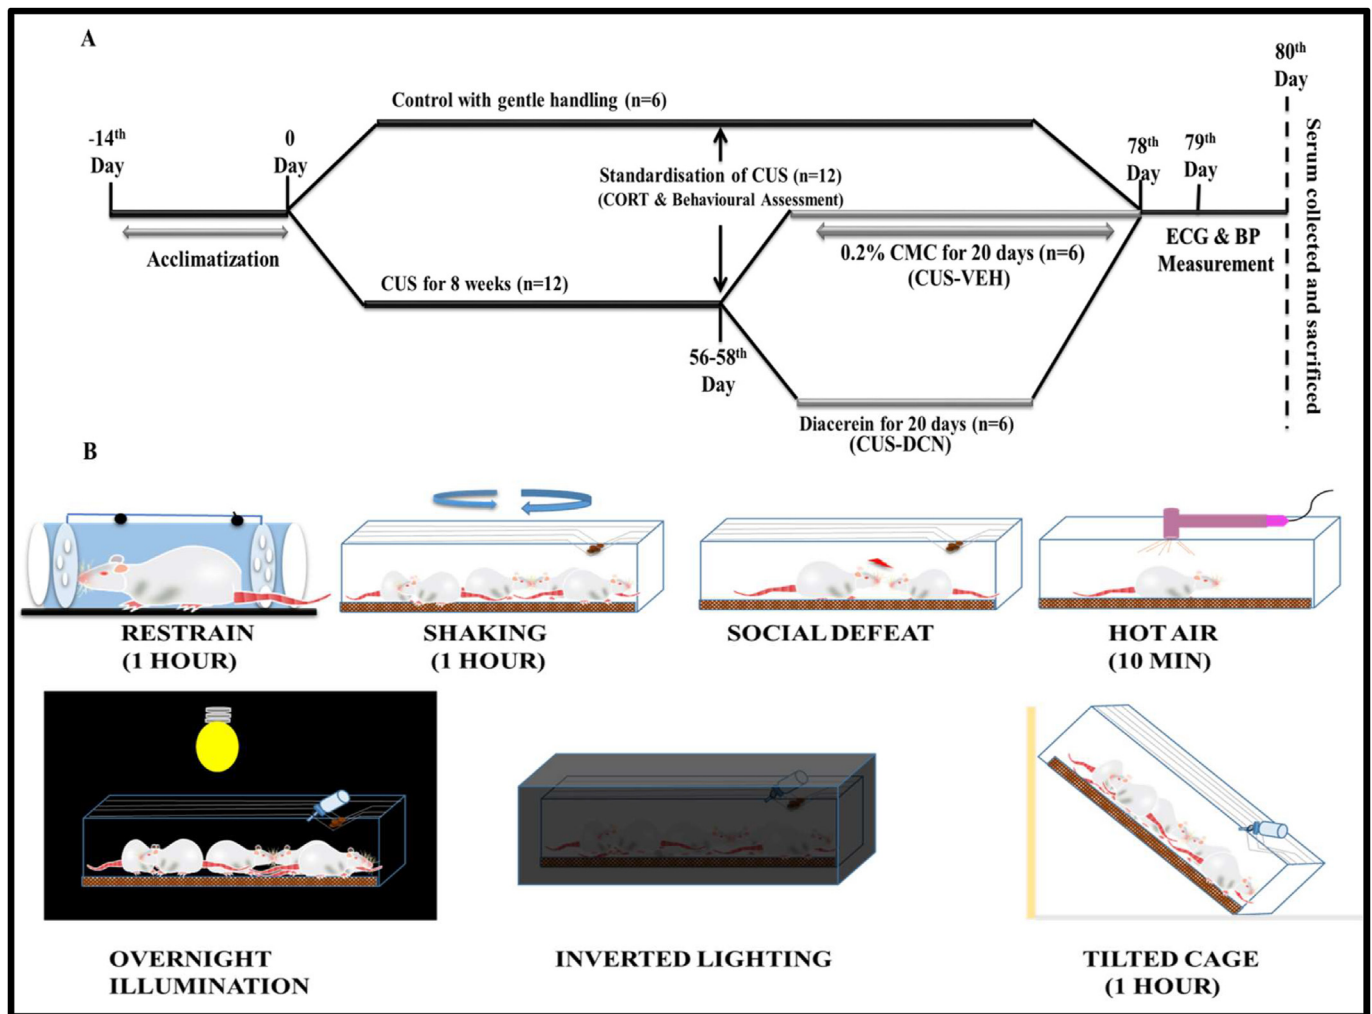 A
80th
Day
Control with gentle handling (n=6)
-14th
Day
0
Day
78th
Day
79th
Day
Standardisation of CUS (n=12)
(CORT & Behavioural Assessment)
Acclimatization
0.2% CMC for 20 days (n=6)
(CUS-VEH)
ECG & BP
Measurement
CUS for 8 weeks (n=12)
56-58th
Day
Diacerein for 20 days (n=6)
(CUS-DCN)
Serum collected and sacrificed
B
RESTRAIN
(1 HOUR)
SHAKING
(1 HOUR)
SOCIAL DEFEAT
HOT AIR
(10 MIN)
OVERNIGHT
ILLUMINATION
INVERTED LIGHTING
TILTED CAGE
(1 HOUR)